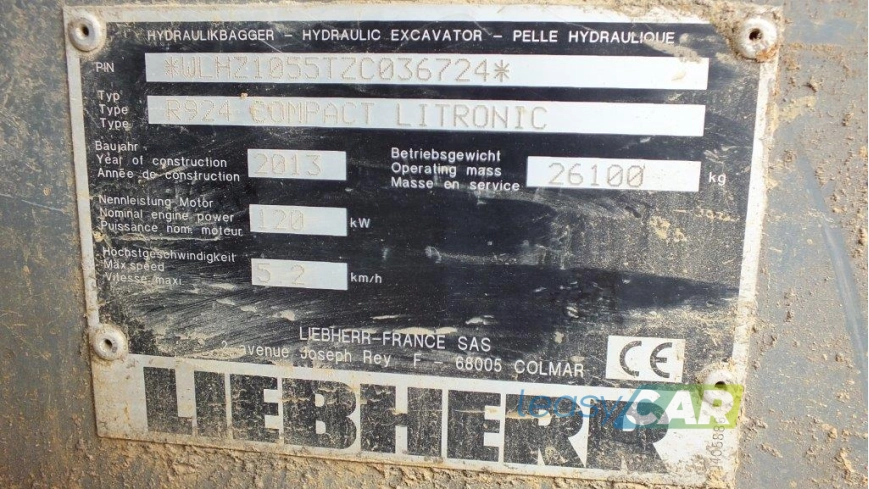 HYDRAULIKBAGGER – HYDRAULIC EXCAVATOR – PELLE HYDRAULIQUE
PIN *WLHZ1055TZC036724*
Typ
Type R924 COMPACT LITRONIC
Type
Baujahr
Year of construction 2013
Année de construction
Betriebsgewicht
Operating mass 26100 kg
Masse en service
Nennleistung Motor
Nominal engine power 120 kW
Puissance nom. moteur
Höchstgeschwindigkeit
Max.speed 5.2 km/h
Vitesse maxi.
LIEBHERR-FRANCE SAS
2, avenue Joseph Rey F – 68005 COLMAR
CE
LIEBHERR
leasyCAR